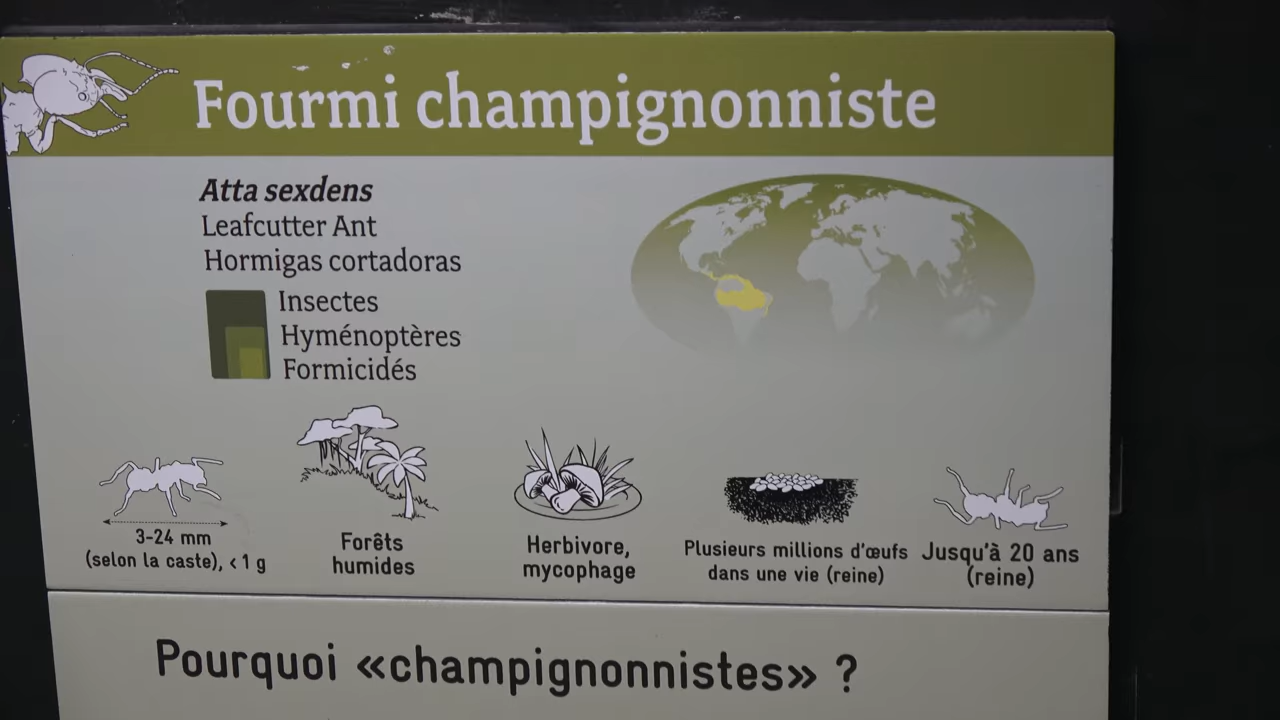 Fourmi champignonniste
Atta sexdens
Leafcutter Ant
Hormigas cortadoras
Insectes
Hyménoptères
Formicidés
3-24 mm
(selon la caste), < 1 g
Forêts
humides
Herbivore,
mycophage
Plusieurs millions d'œufs
dans une vie (reine)
Jusqu'à 20 ans
(reine)
Pourquoi «champignonnistes» ?